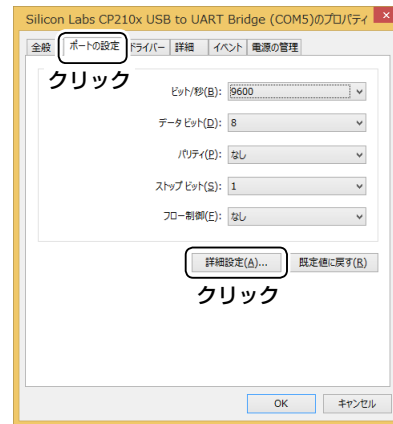 Silicon Labs CP210x USB to UART Bridge (COM5)のプロパティ
全般 ポートの設定 ドライバー 詳細 イベント 電源の管理
クリック
ビット/秒(B): 9600
データ ビット(D): 8
パリティ(P): なし
ストップ ビット(S): 1
フロー制御(F): なし
詳細設定(A)... 既定値に戻す(R)
クリック
OK キャンセル